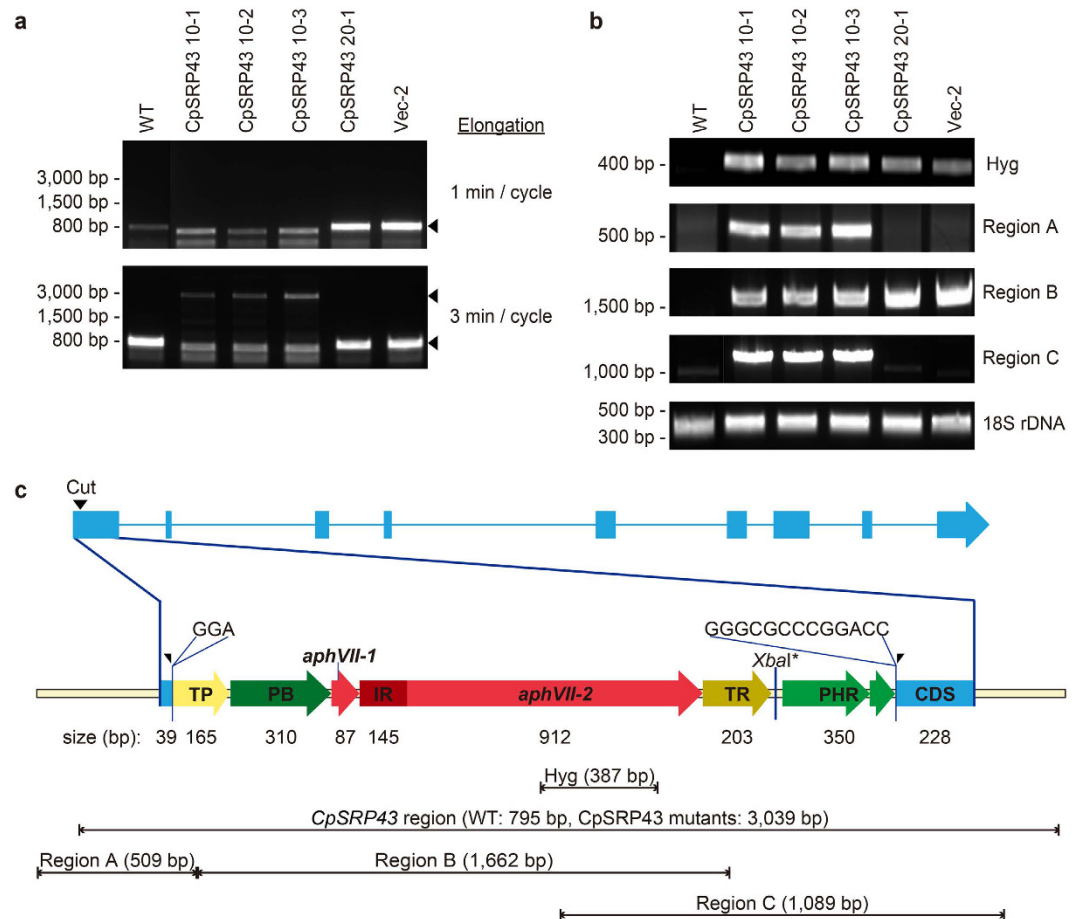 a
WT
CpSRP43 10-1
CpSRP43 10-2
CpSRP43 10-3
CpSRP43 20-1
Vec-2
Elongation
3,000 bp -
1,500 bp -
800 bp -
1 min / cycle
3,000 bp -
1,500 bp -
800 bp -
3 min / cycle
b
WT
CpSRP43 10-1
CpSRP43 10-2
CpSRP43 10-3
CpSRP43 20-1
Vec-2
400 bp - Hyg
500 bp - Region A
1,500 bp - Region B
1,000 bp - Region C
500 bp -
300 bp -
18S rDNA
c
Cut
GGA
GGGCGCCCGGACC
aphVII-1
XbaI*
TP PB IR aphVII-2 TR PHR CDS
size (bp): 39 165 310 87 145 912 203 350 228
Hyg (387 bp)
CpSRP43 region (WT: 795 bp, CpSRP43 mutants: 3,039 bp)
Region A (509 bp) Region B (1,662 bp)
Region C (1,089 bp)